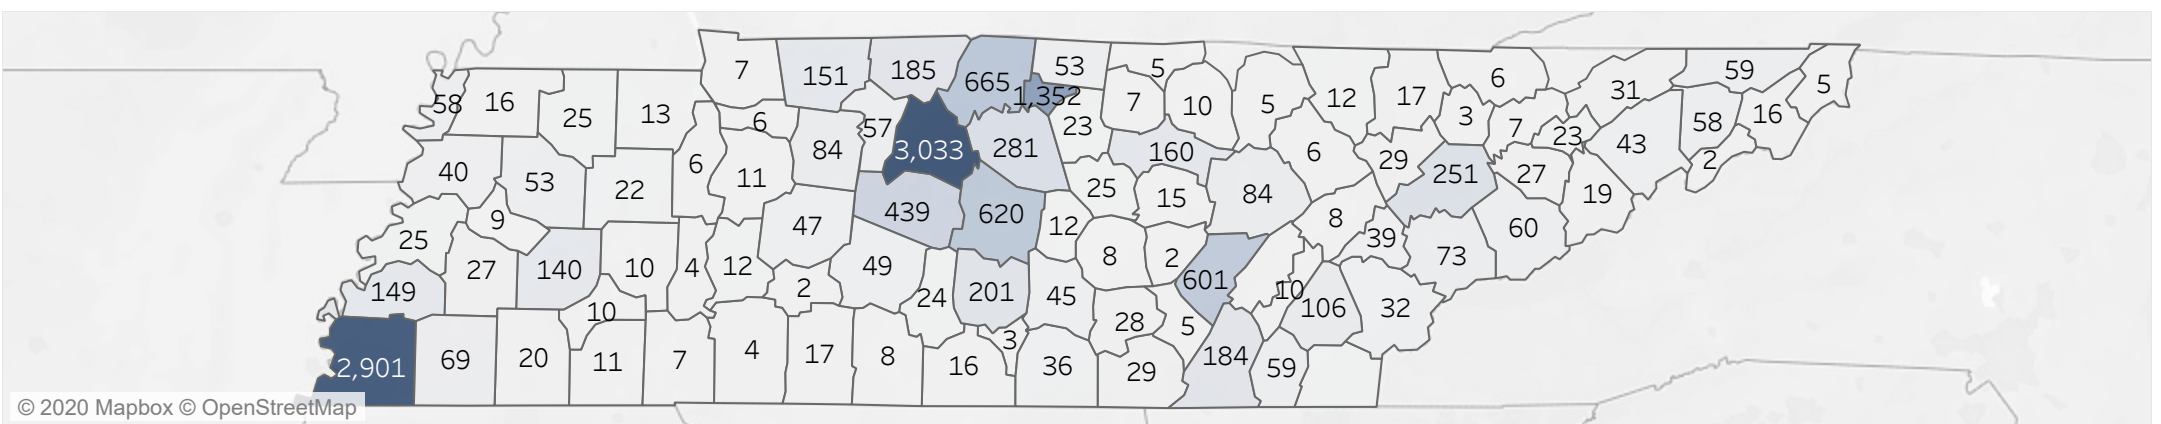 7 151 185 665 53 5 6 31 59 5
58 16 25 13 6 57 1,352 7 10 5 12 17 3 7 23 58 16
84 3,033 281 23 160 6 29 251 27 43 2
40 53 22 6 11 25 15 84 19
9 47 439 620 12 8 39 60
25 27 140 10 4 12 49 8 2 73
149 10 2 24 201 45 601 10 106 32
28 5
2,901 69 20 11 7 4 17 8 16 3 36 29 184 59
© 2020 Mapbox © OpenStreetMap